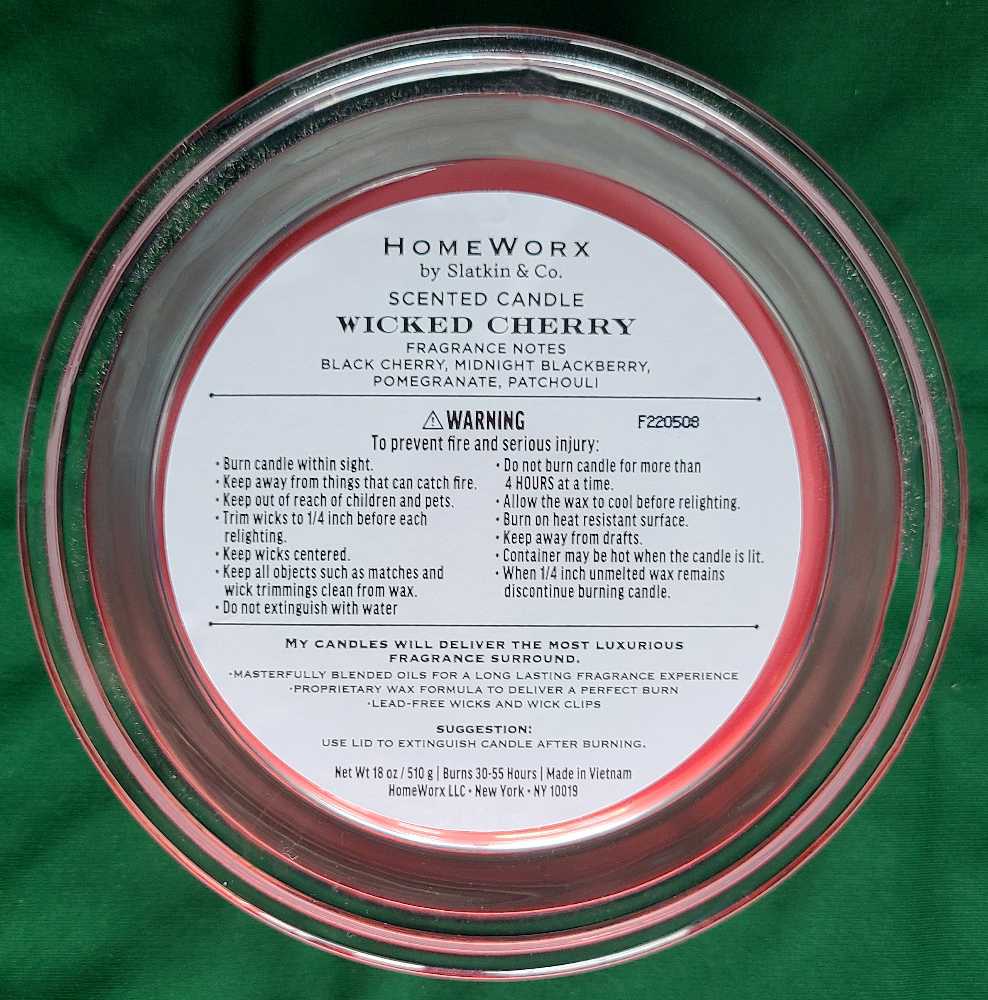 HOMEWORX
by Slatkin & Co.
SCENTED CANDLE
WICKED CHERRY
FRAGRANCE NOTES
BLACK CHERRY, MIDNIGHT BLACKBERRY,
POMEGRANATE, PATCHOULI
⚠ WARNING
F220508
To prevent fire and serious injury:
• Burn candle within sight.
• Keep away from things that can catch fire.
• Keep out of reach of children and pets.
• Trim wicks to 1/4 inch before each
relighting.
• Keep wicks centered.
• Keep all objects such as matches and
wick trimmings clean from wax.
• Do not extinguish with water
• Do not burn candle for more than
4 HOURS at a time.
• Allow the wax to cool before relighting.
• Burn on heat resistant surface.
• Keep away from drafts.
• Container may be hot when the candle is lit.
• When 1/4 inch unmelted wax remains
discontinue burning candle.
MY CANDLES WILL DELIVER THE MOST LUXURIOUS
FRAGRANCE SURROUND.
•MASTERFULLY BLENDED OILS FOR A LONG LASTING FRAGRANCE EXPERIENCE
•PROPRIETARY WAX FORMULA TO DELIVER A PERFECT BURN
•LEAD-FREE WICKS AND WICK CLIPS
SUGGESTION:
USE LID TO EXTINGUISH CANDLE AFTER BURNING.
Net Wt 18 oz / 510 g | Burns 30-55 Hours | Made in Vietnam
HomeWorx LLC • New York • NY 10019